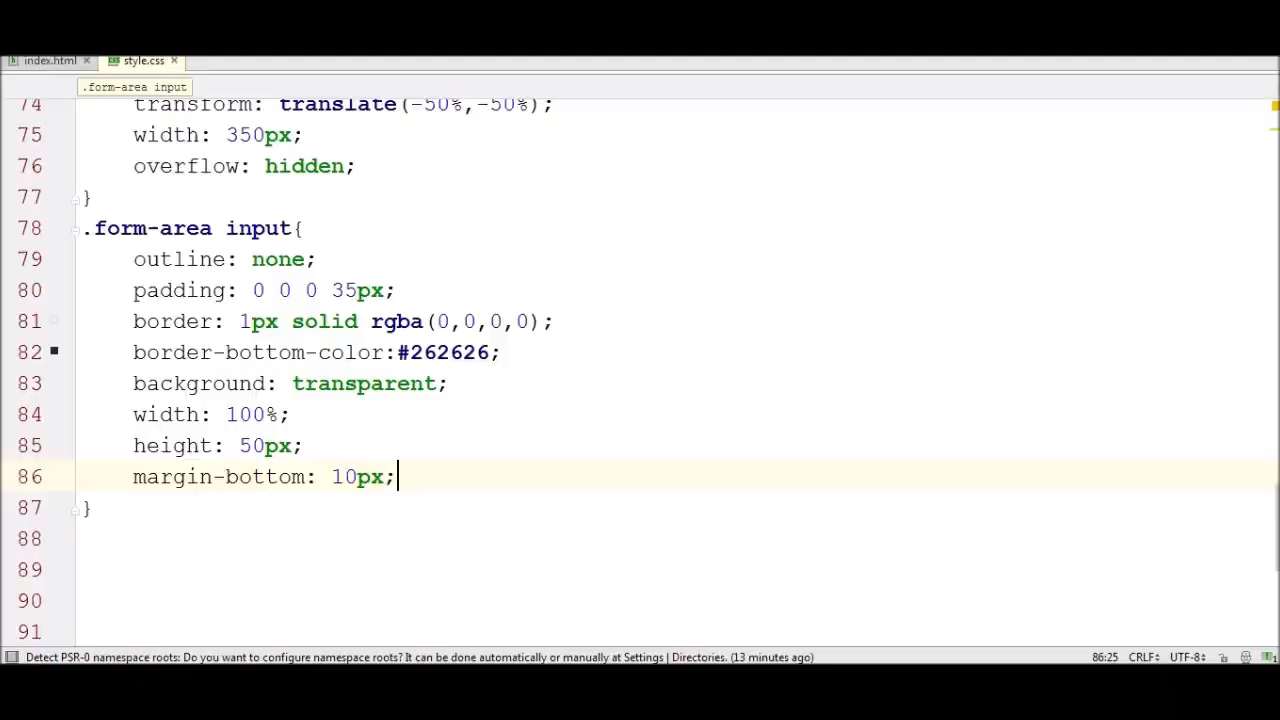 index.html style.css
.form-area input
74 transform: translate(-50%,-50%);
75 width: 350px;
76 overflow: hidden;
77 }
78 .form-area input{
79 outline: none;
80 padding: 0 0 0 35px;
81 border: 1px solid rgba(0,0,0,0);
82 border-bottom-color:#262626;
83 background: transparent;
84 width: 100%;
85 height: 50px;
86 margin-bottom: 10px;
87 }
88
89
90
91
Detect PSR-0 namespace roots: Do you want to configure namespace roots? It can be done automatically or manually at Settings | Directories. (13 minutes ago) 86:25 CRLF UTF-8 1